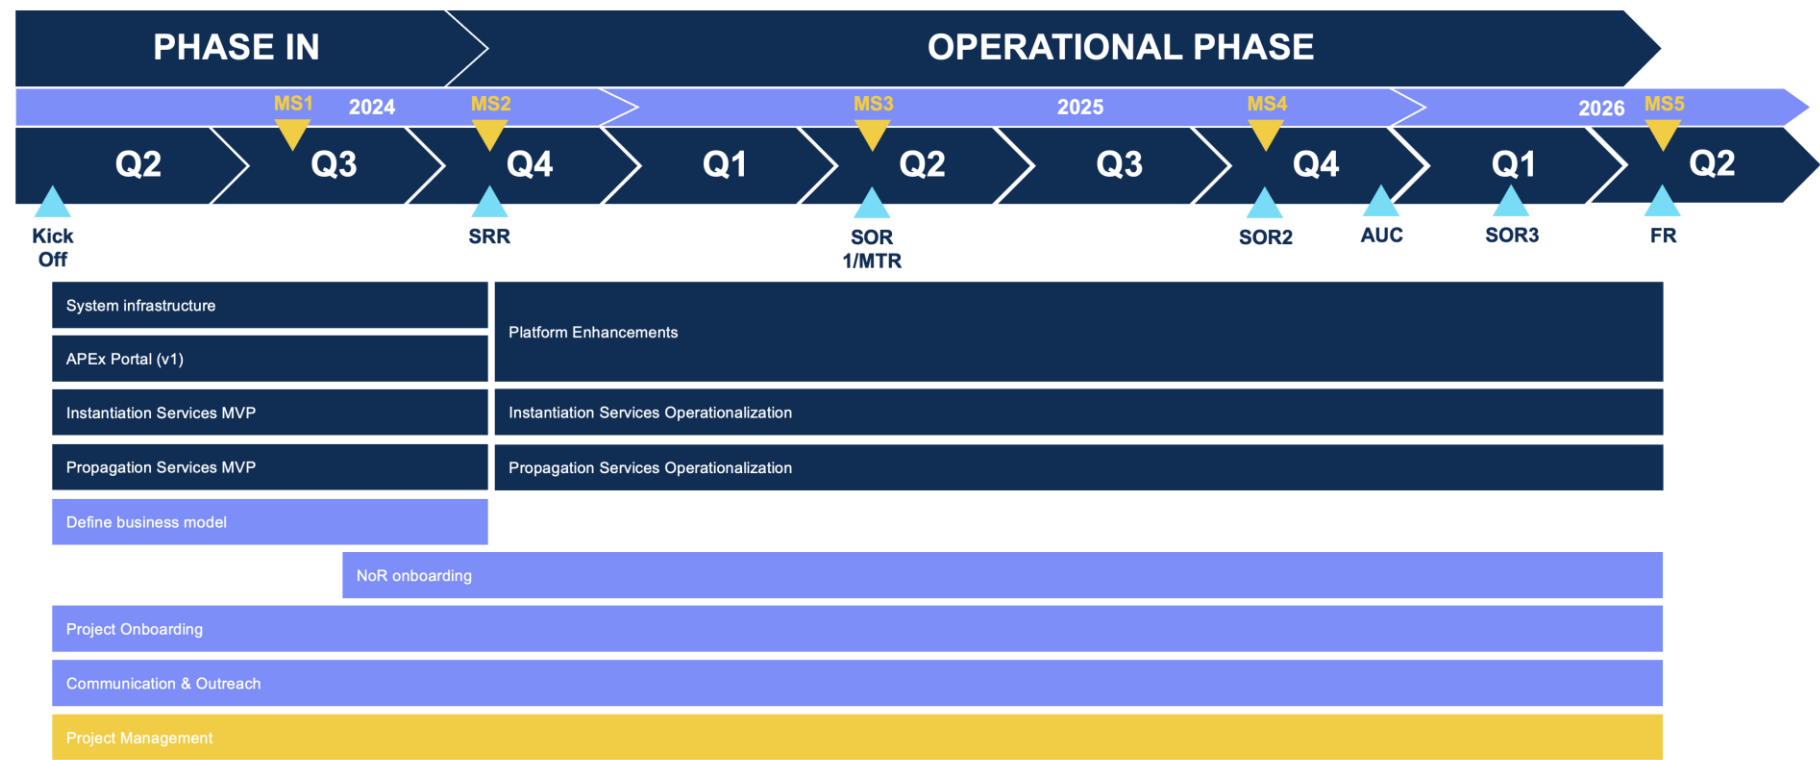 PHASE IN
OPERATIONAL PHASE
MS1
2024
MS2
MS3
2025
MS4
2026
MS5
Q2
Q3
Q4
Q1
Q2
Q3
Q4
Q1
Q2
Kick
Off
SRR
SOR
1/MTR
SOR2
AUC
SOR3
FR
System infrastructure
Platform Enhancements
APEx Portal (v1)
Instantiation Services MVP
Instantiation Services Operationalization
Propagation Services MVP
Propagation Services Operationalization
Define business model
NoR onboarding
Project Onboarding
Communication & Outreach
Project Management